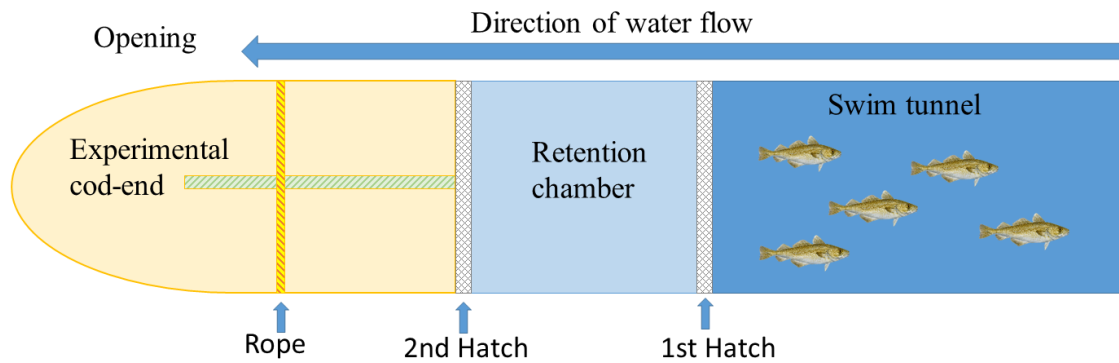 Opening
Direction of water flow
Experimental
cod-end
Retention
chamber
Swim tunnel
Rope
2nd Hatch
1st Hatch